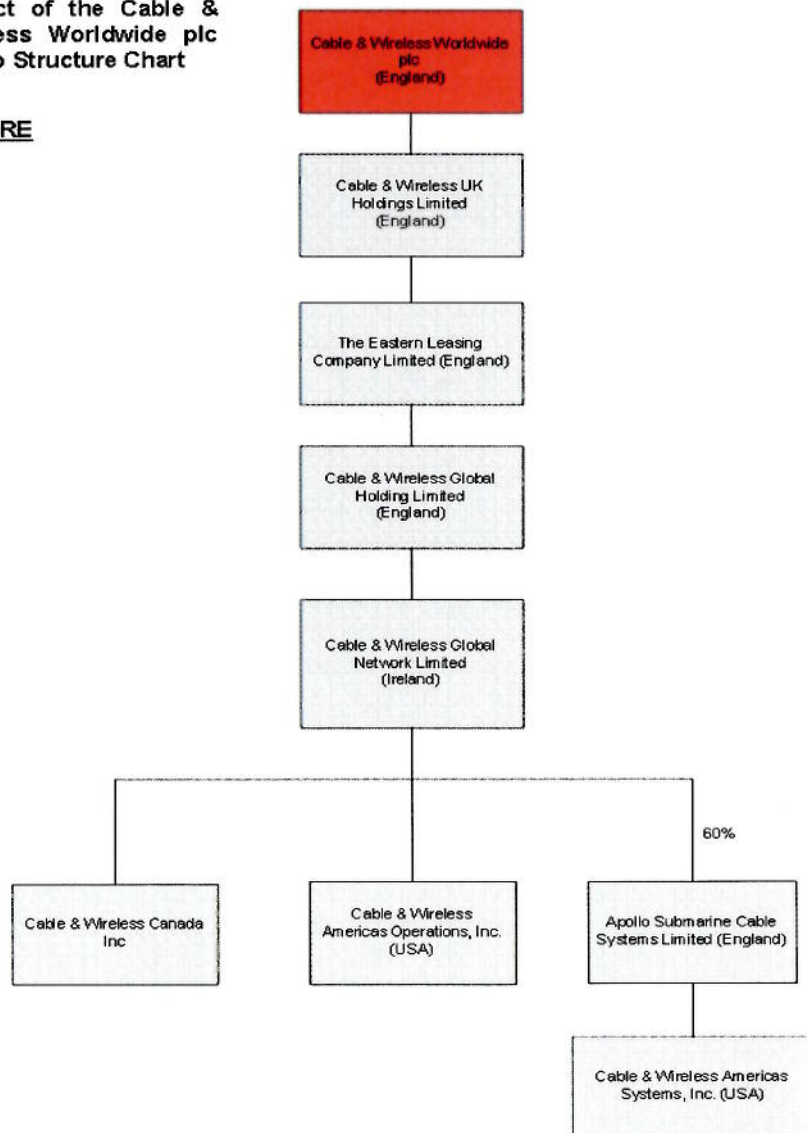 ct of the Cable &
ess Worldwide plc
o Structure Chart
RE
Cable & Wireless Worldwide
plc
(England)
Cable & Wireless UK
Holdings Limited
(England)
The Eastern Leasing
Company Limited (England)
Cable & Wireless Global
Holding Limited
(England)
Cable & Wireless Global
Network Limited
(Ireland)
60%
Cable & Wireless Canada
Inc
Cable & Wireless
Americas Operations, Inc.
(USA)
Apollo Submarine Cable
Systems Limited (England)
Cable & Wireless Americas
Systems, Inc. (USA)